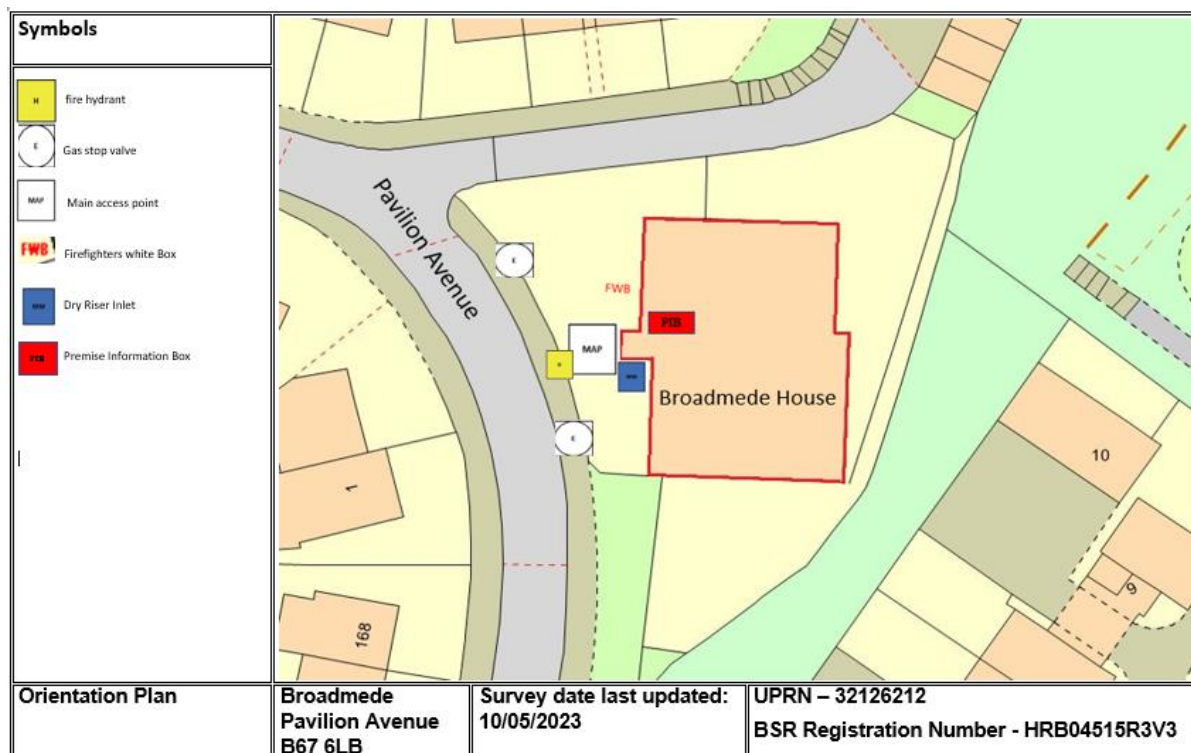 Symbols
H
fire hydrant
E
Gas stop valve
MAP
Main access point
FWB
Firefighters white Box
Dry Riser Inlet
PIB
Premise Information Box
Pavilion Avenue
E
FWB
PIB
MAP
H
Broadmede House
E
1
10
9
168
Orientation Plan
Broadmede
Pavilion Avenue
B67 6LB
Survey date last updated:
10/05/2023
UPRN – 32126212
BSR Registration Number - HRB04515R3V3